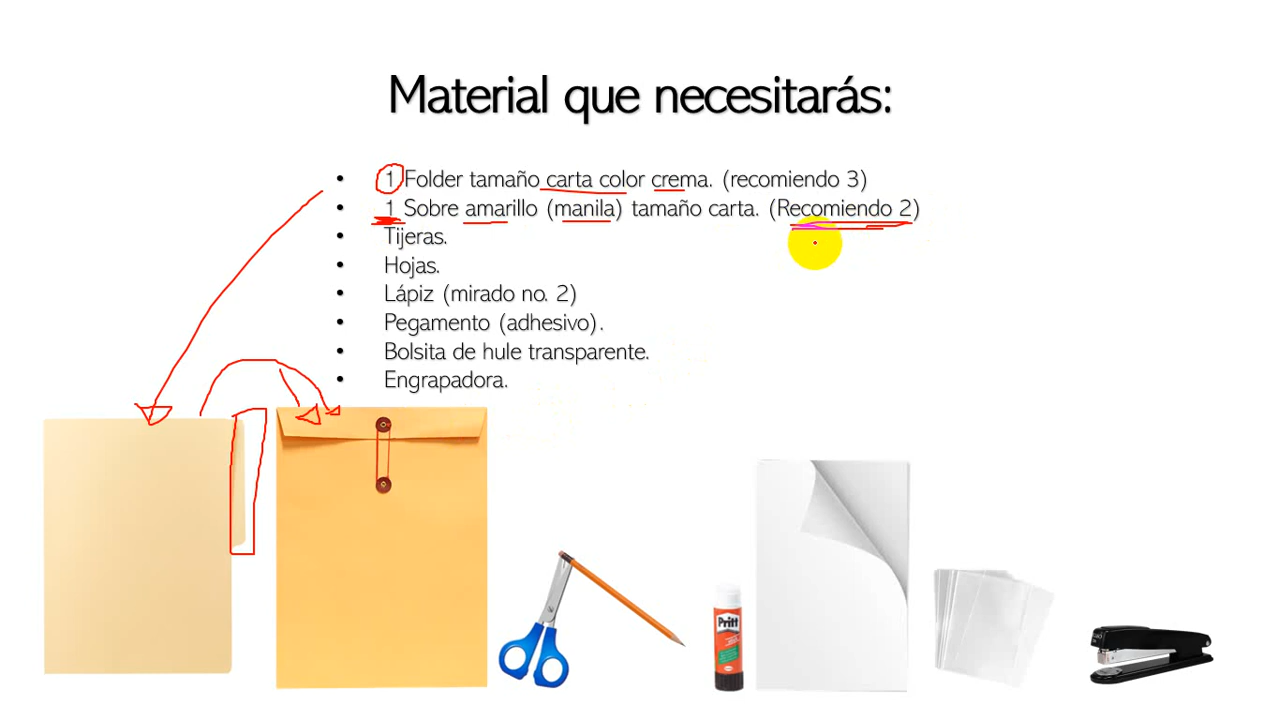 Material que necesitarás:
• 1 Folder tamaño carta color crema. (recomiendo 3)
• 1 Sobre amarillo (manila) tamaño carta. (Recomiendo 2)
• Tijeras.
• Hojas.
• Lápiz (mirado no. 2)
• Pegamento (adhesivo).
• Bolsita de hule transparente.
• Engrapadora.
Pritt